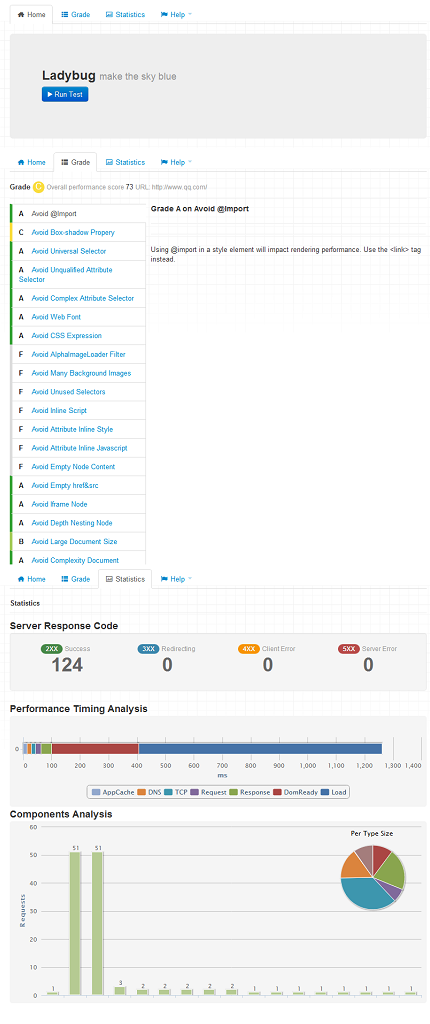 Home Grade Statistics Help
Ladybug make the sky blue
Run Test
Home Grade Statistics Help
Grade C Overall performance score 73 URL: http://www.qq.com/
A Avoid @Import
C Avoid Box-shadow Propery
A Avoid Universal Selector
A Avoid Unqualified Attribute
Selector
A Avoid Complex Attribute Selector
A Avoid Web Font
A Avoid CSS Expression
F Avoid AlphaImageLoader Filter
F Avoid Many Background Images
F Avoid Unused Selectors
F Avoid Inline Script
F Avoid Attribute Inline Style
F Avoid Attribute Inline Javascript
F Avoid Empty Node Content
A Avoid Empty href&src
A Avoid Iframe Node
A Avoid Depth Nesting Node
B Avoid Large Document Size
A Avoid Complexity Document
Grade A on Avoid @Import
Using @import in a style element will impact rendering performance. Use the <link> tag
instead.
Home Grade Statistics Help
Statistics
Server Response Code
2XX Success 3XX Redirecting 4XX Client Error 5XX Server Error
124 0 0 0
Performance Timing Analysis
0
0 100 200 300 400 500 600 700 800 900 1,000 1,100 1,200 1,300 1,400
ms
AppCache DNS TCP Request Response DomReady Load
Components Analysis
Per Type Size
Requests
60
50
40
30
20
10
0
1 51 51 3 2 2 2 2 2 1 1 1 1 1 1 1 1